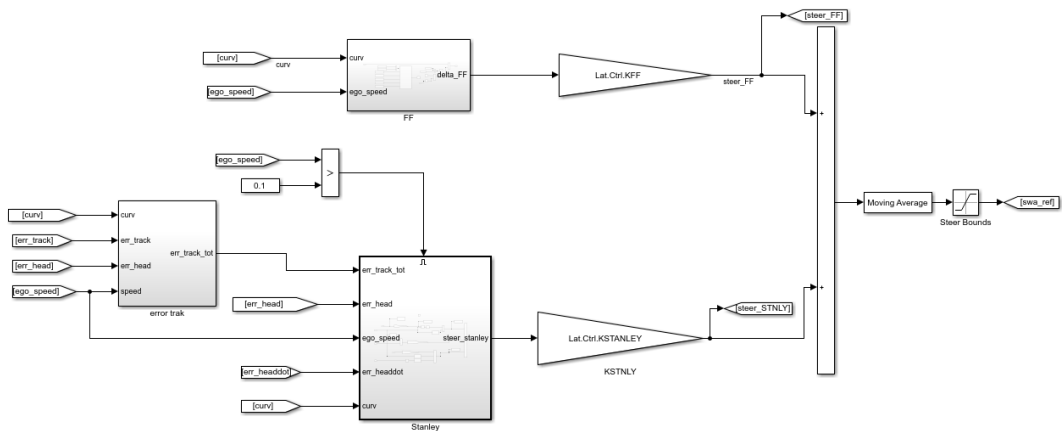 [steer_FF]
[curv]
curv
curv
delta_FF
[ego_speed]
ego_speed
FF
Lat.Ctrl.KFF
steer_FF
+
[ego_speed]
0.1
>
[curv]
curv
[err_track]
err_track
[err_head]
err_head
[ego_speed]
speed
err_track_tot
error trak
err_track_tot
[err_head]
err_head
ego_speed
steer_stanley
[err_headdot]
err_headdot
[curv]
curv
Stanley
Lat.Ctrl.KSTANLEY
KSTNLY
[steer_STNLY]
+
Moving Average
Steer Bounds
[swa_ref]